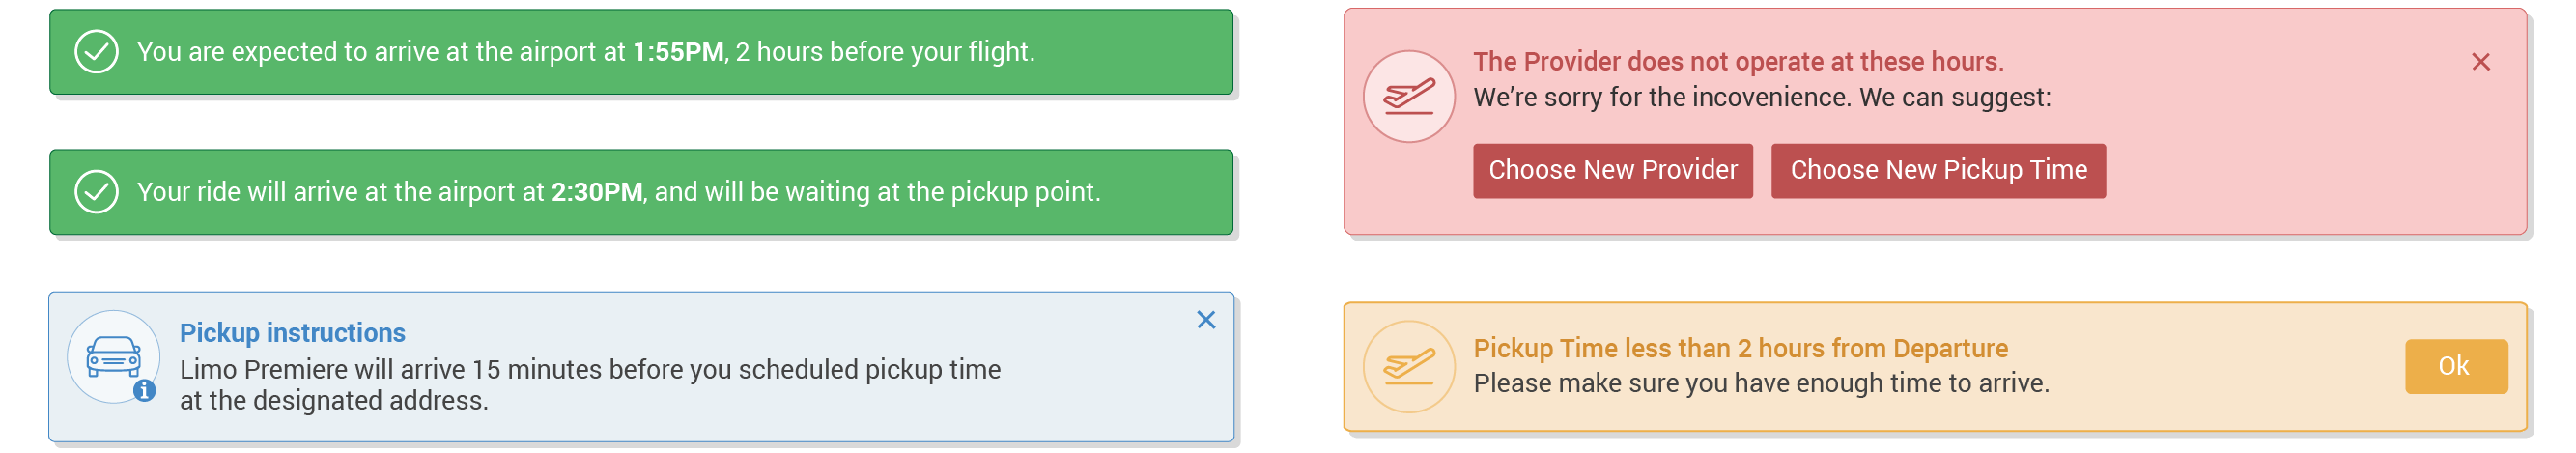 You are expected to arrive at the airport at 1:55PM, 2 hours before your flight.
Your ride will arrive at the airport at 2:30PM, and will be waiting at the pickup point.
Pickup instructions
Limo Premiere will arrive 15 minutes before you scheduled pickup time
at the designated address.
The Provider does not operate at these hours.
We’re sorry for the incovenience. We can suggest:
Choose New Provider
Choose New Pickup Time
Pickup Time less than 2 hours from Departure
Please make sure you have enough time to arrive.
Ok